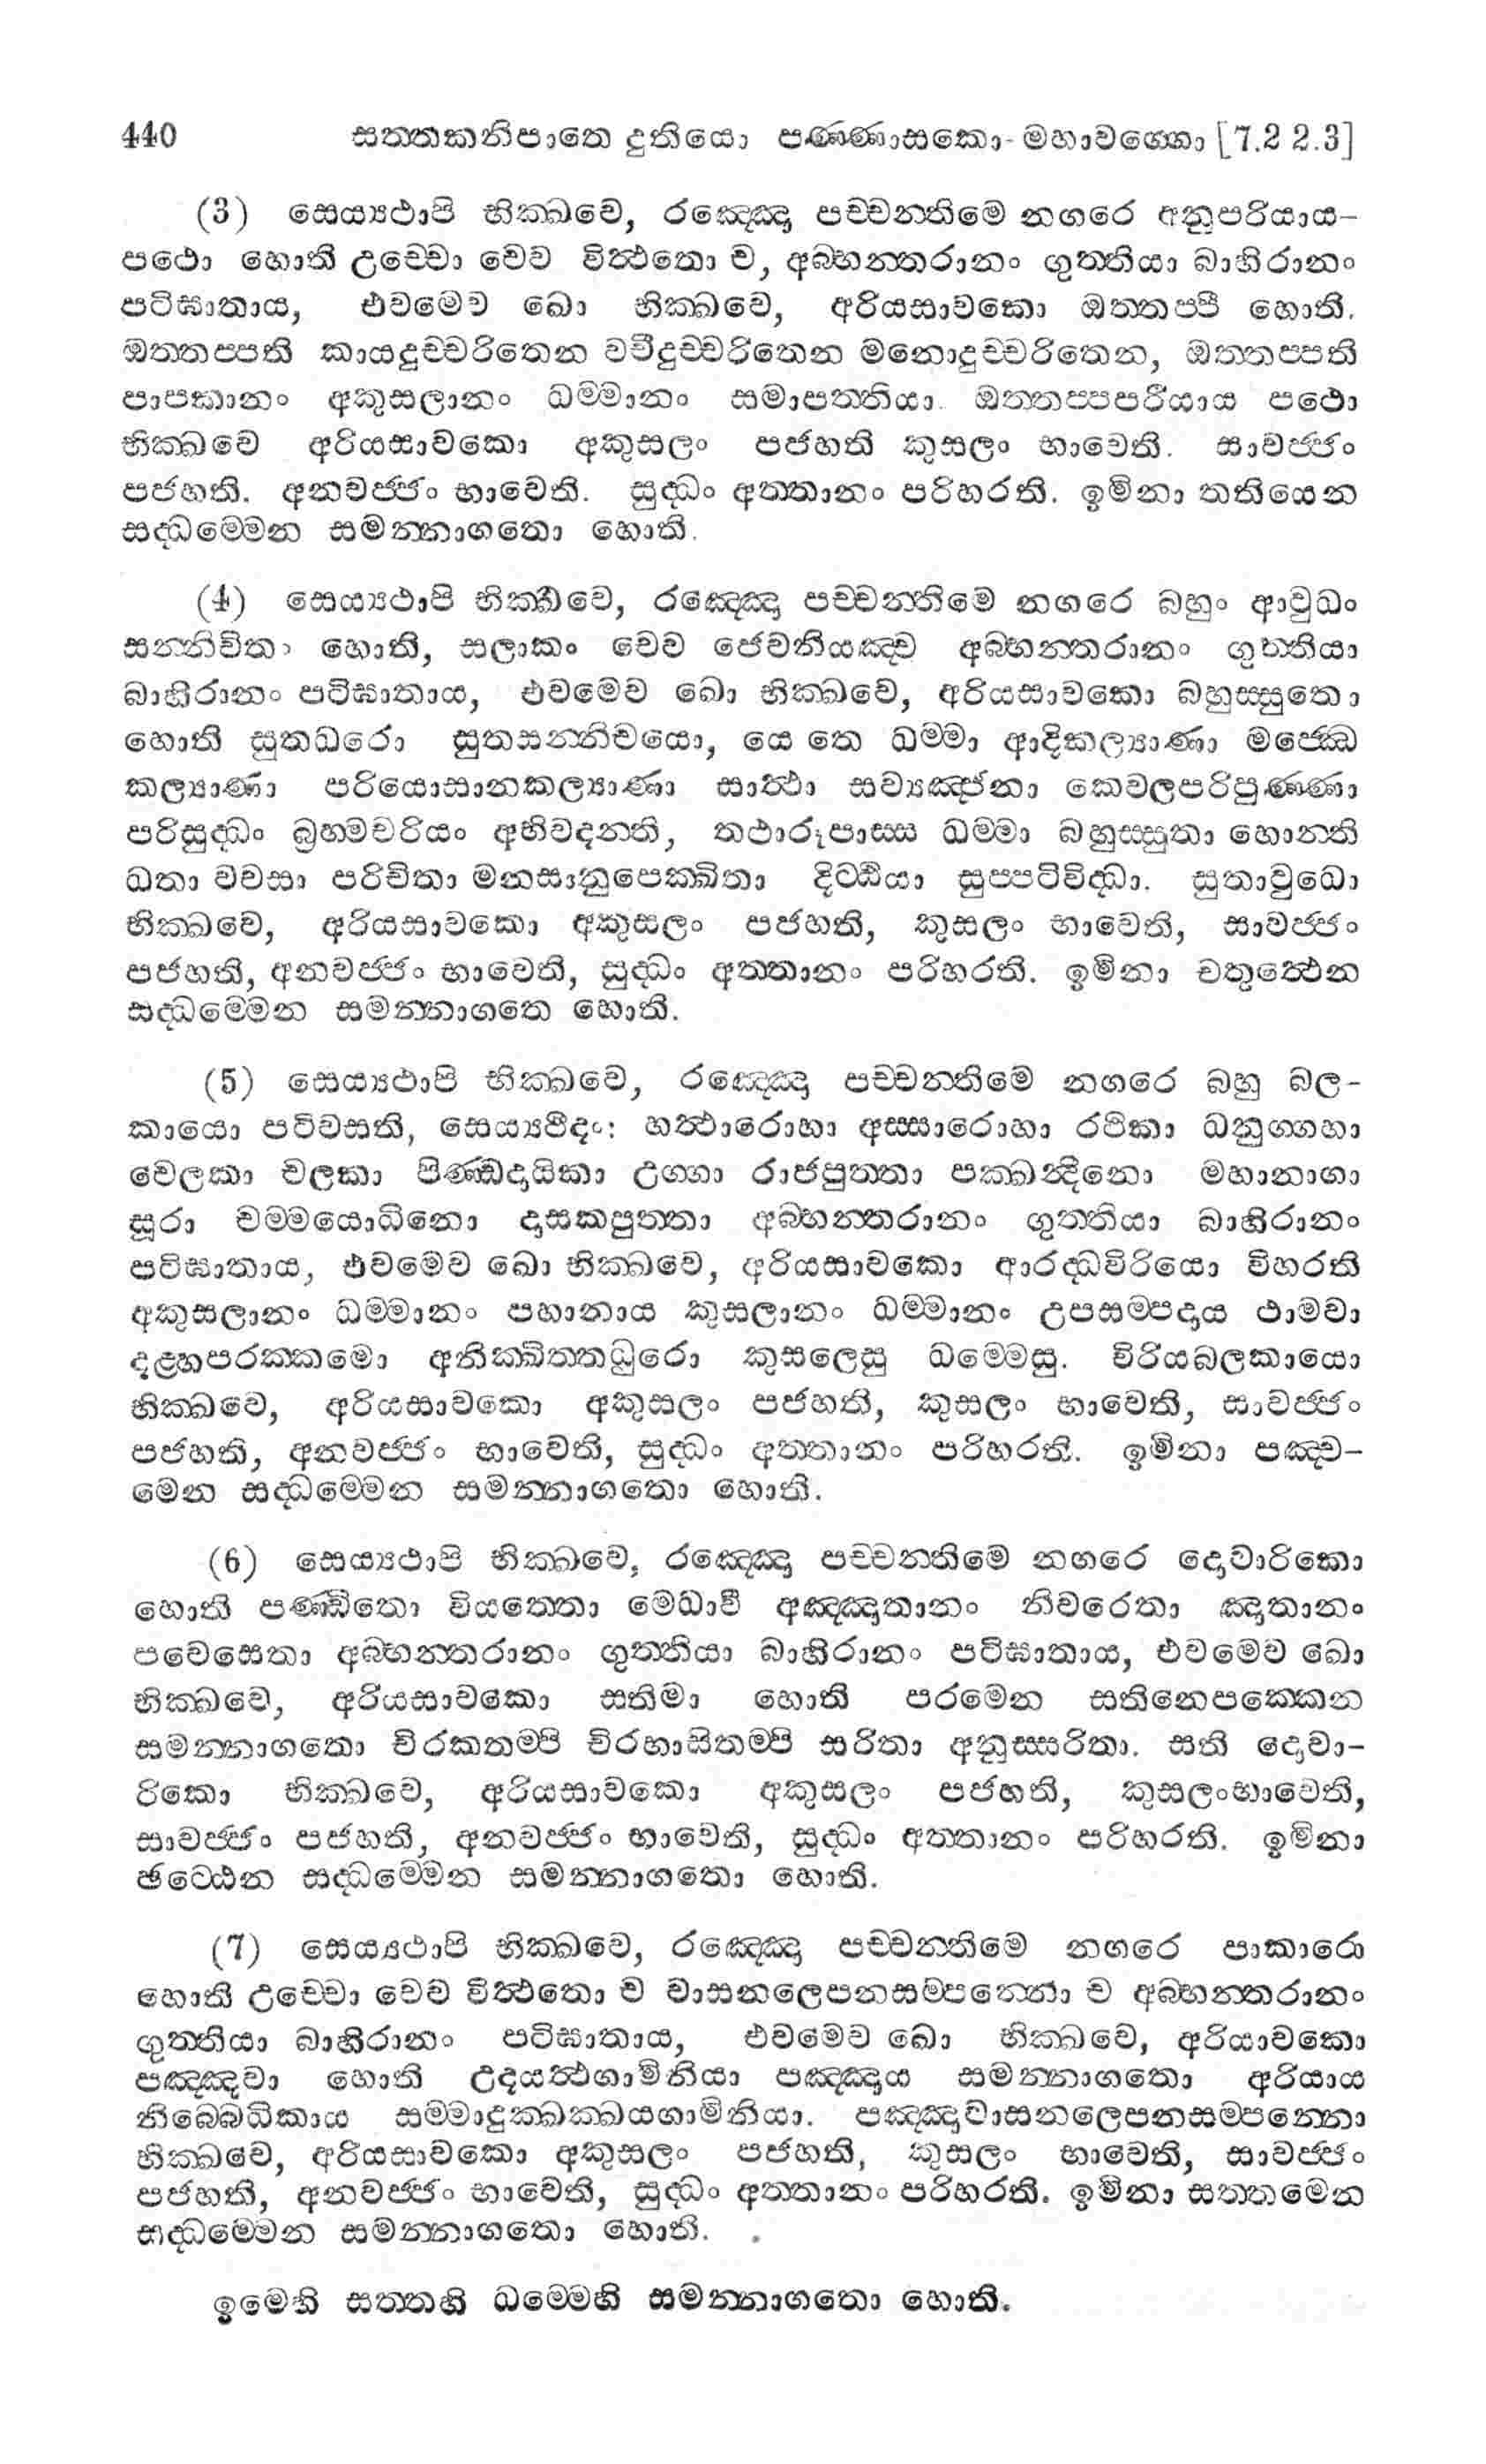 440 සත්තකනිපාතෙ දුතියො පණ්ණාසකො- මහාවග්ගො [7.2 2.3]
(3) සෙය්‍යථාපි භික්ඛවෙ, රඤ්ඤො පච්චන්තිමෙ නගරෙ අනුපරියාය-
පථො හොති උච්චො චෙව විත්ථතො ච, අබ්භන්තරානං ගුත්තියා බාහිරානං
පටිඝාතාය, එවමෙව ඛො භික්ඛවෙ, අරියසාවකො ඔත්තප්පී හොති.
ඔත්තප්පති කායදුච්චරිතෙන වචීදුච්චරිතෙන මනොදුච්චරිතෙන, ඔත්තප්පති
පාපකානං අකුසලානං ධම්මානං සමාපත්තියා. ඔත්තප්පපරියාය පථො
භික්ඛවෙ අරියසාවකො අකුසලං පජහති කුසලං භාවෙති. සාවජ්ජං
පජහති. අනවජ්ජං භාවෙති. සුද්ධං අත්තානං පරිහරති. ඉමිනා තතියෙන
සද්ධම්මෙන සමන්නාගතො හොති.
(4) සෙය්‍යථාපි භික්ඛවෙ, රඤ්ඤො පච්චන්තිමෙ නගරෙ බහුං ආවුධං
සන්නිචිතං හොති, සලාකං චෙව ජෙවනියඤ්ච අබ්භන්තරානං ගුත්තියා
බාහිරානං පටිඝාතාය, එවමෙව ඛො භික්ඛවෙ, අරියසාවකො බහුස්සුතො
හොති සුතධරො සුතසන්නිචයො, යෙ තෙ ධම්මා ආදිකල්‍යාණා මජ්ඣෙ
කල්‍යාණා පරියොසානකල්‍යාණා සාත්ථා සව්‍යඤ්ජනා කෙවලපරිපුණ්ණා
පරිසුද්ධං බ්‍රහ්මචරියං අභිවදන්ති, තථාරූපාස්ස ධම්මා බහුස්සුතා හොන්ති
ධතා වචසා පරිචිතා මනසානුපෙක්ඛිතා දිට්ඨියා සුප්පටිවිද්ධා. සුතාවුධො
භික්ඛවෙ, අරියසාවකො අකුසලං පජහති, කුසලං භාවෙති, සාවජ්ජං
පජහති, අනවජ්ජං භාවෙති, සුද්ධං අත්තානං පරිහරති. ඉමිනා චතුත්ථෙන
සද්ධම්මෙන සමන්නාගතෙ හොති.
(5) සෙය්‍යථාපි භික්ඛවෙ, රඤ්ඤො පච්චන්තිමෙ නගරෙ බහු බල-
කායො පටිවසති, සෙය්‍යපීදං: හත්ථාරොහා අස්සාරොහා රථිකා ධනුග්ගහා
චෙලකා චලකා පිණ්ඩදායිකා උග්ගා රාජපුත්තා පක්ඛන්දිනො මහානාගා
සූරා චම්මයොධිනො දාසකපුත්තා අබ්භන්තරානං ගුත්තියා බාහිරානං
පටිඝාතාය, එවමෙව ඛො භික්ඛවෙ, අරියසාවකො ආරද්ධවිරියො විහරති
අකුසලානං ධම්මානං පහානාය කුසලානං ධම්මානං උපසම්පදාය ථාමවා
දළ්හපරක්කමො අනික්ඛිත්තධුරො කුසලෙසු ධම්මෙසු. විරියබලකායො
භික්ඛවෙ, අරියසාවකො අකුසලං පජහති, කුසලං භාවෙති, සාවජ්ජං
පජහති, අනවජ්ජං භාවෙති, සුද්ධං අත්තානං පරිහරති. ඉමිනා පඤ්ච-
මෙන සද්ධම්මෙන සමන්නාගතො හොති.
(6) සෙය්‍යථාපි භික්ඛවෙ, රඤ්ඤො පච්චන්තිමෙ නගරෙ දොවාරිකො
හොති පණ්ඩිතො වියත්තො මෙධාවී අඤ්ඤාතානං නිවාරෙතා ඤාතානං
පවෙසෙතා අබ්භන්තරානං ගුත්තියා බාහිරානං පටිඝාතාය, එවමෙව ඛො
භික්ඛවෙ, අරියසාවකො සතිමා හොති පරමෙන සතිනෙපක්කෙන
සමන්නාගතො චිරකතම්පි චිරභාසිතම්පි සරිතා අනුස්සරිතා. සති දොවා-
රිකො භික්ඛවෙ, අරියසාවකො අකුසලං පජහති, කුසලංභාවෙති,
සාවජ්ජං පජහති, අනවජ්ජං භාවෙති, සුද්ධං අත්තානං පරිහරති. ඉමිනා
ඡට්ඨෙන සද්ධම්මෙන සමන්නාගතො හොති.
(7) සෙය්‍යථාපි භික්ඛවෙ, රඤ්ඤො පච්චන්තිමෙ නගරෙ පාකාරො
හොති උච්චො චෙව විත්ථතො ච වාසනලෙපනසම්පන්නො ච අබ්භන්තරානං
ගුත්තියා බාහිරානං පටිඝාතාය, එවමෙව ඛො භික්ඛවෙ, අරියාවකො
පඤ්ඤවා හොති උදයත්ථගාමිනියා පඤ්ඤාය සමන්නාගතො අරියාය
නිබ්බෙධිකාය සම්මාදුක්ඛක්ඛයගාමිනියා. පඤ්ඤාවාසනලෙපනසම්පන්නො
භික්ඛවෙ, අරියසාවකො අකුසලං පජහති, කුසලං භාවෙති, සාවජ්ජං
පජහති, අනවජ්ජං භාවෙති, සුද්ධං අත්තානං පරිහරති. ඉමිනා සත්තමෙන
සද්ධම්මෙන සමන්නාගතො හොති.
ඉමෙහි සත්තහි ධම්මෙහි සමන්නාගතො හොති.